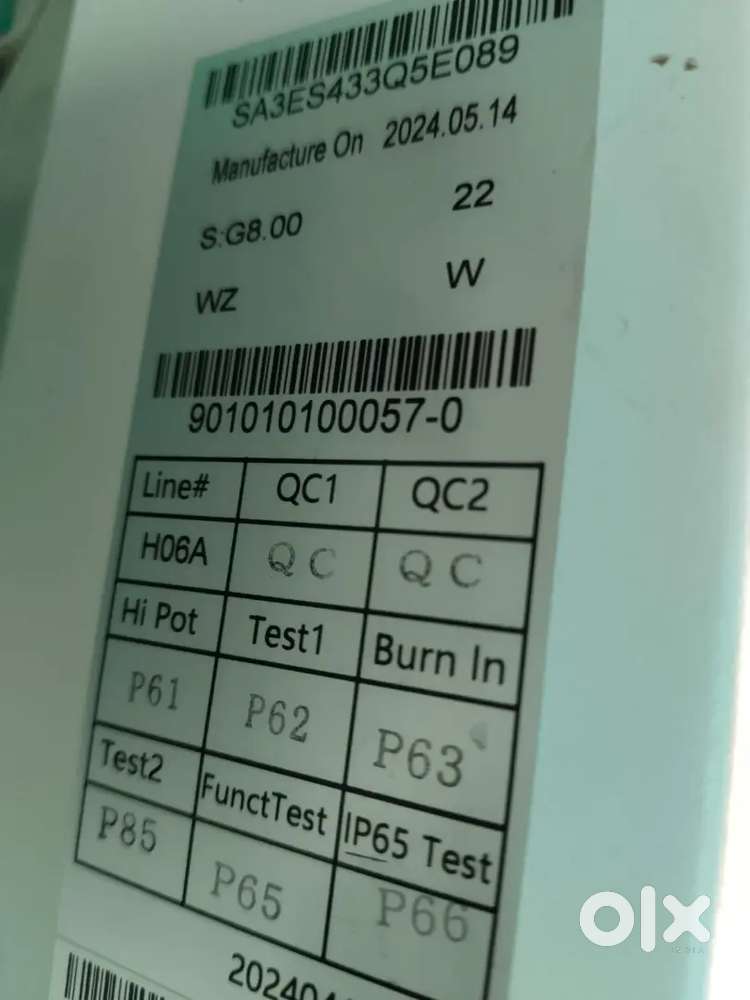 SA3ES433Q5E089
Manufacture On 2024.05.14
S:G8.00 22
WZ W
901010100057-0
Line# QC1 QC2
H06A QC QC
Hi Pot Test1 Burn In
P61 P62 P63
Test2 FunctTest IP65 Test
P85 P65 P66
olx